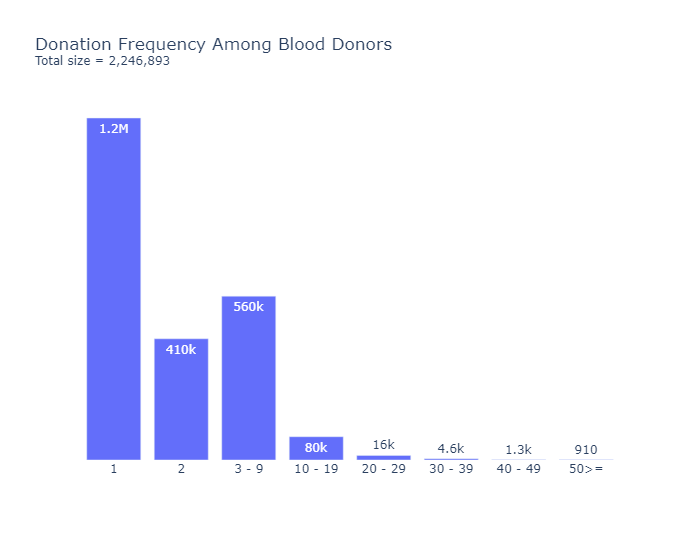 Donation Frequency Among Blood Donors
Total size = 2,246,893
1.2M
560k
410k
80k
16k
4.6k
1.3k
910
1
2
3 - 9
10 - 19
20 - 29
30 - 39
40 - 49
50>=